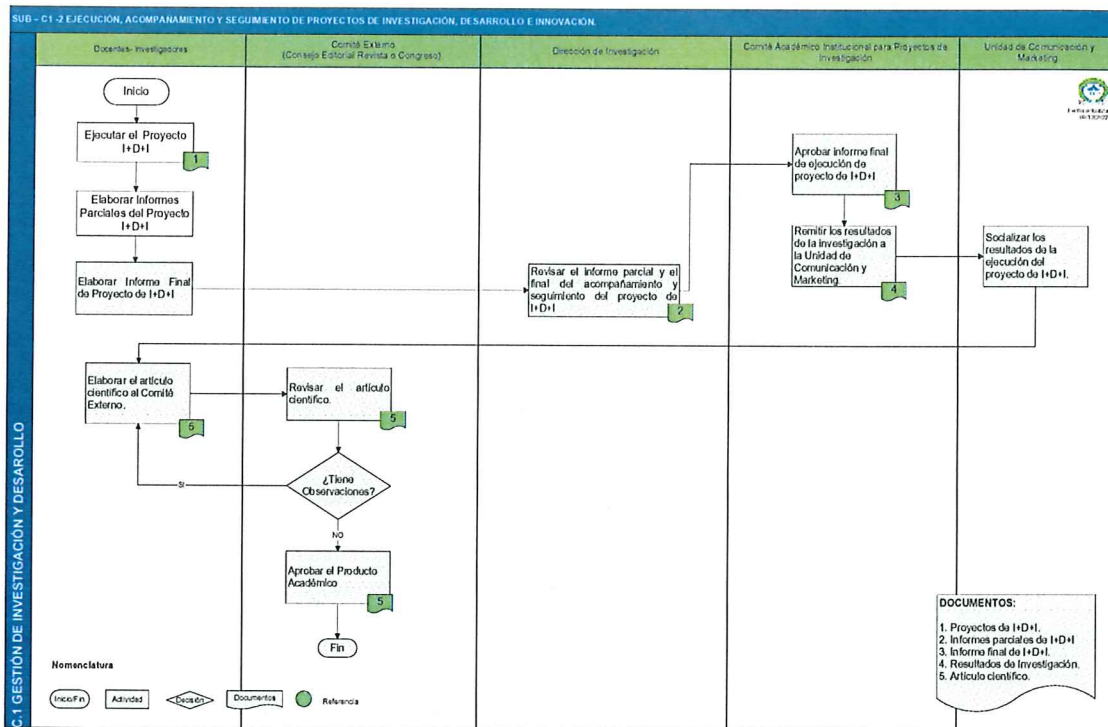 SUB – C1 -2 EJECUCIÓN, ACOMPAÑAMIENTO Y SEGUIMIENTO DE PROYECTOS DE INVESTIGACIÓN, DESARROLLO E INNOVACIÓN.
Docentes- Investigadores
Comité Externo
(Consejo Editorial Revista o Congreso)
Dirección de Investigación
Comité Académico Institucional para Proyectos de
Investigación
Unidad de Comunicación y
Marketing
Inicio
Ejecutar el Proyecto
I+D+I
1
Elaborar Informes
Parciales del Proyecto
I+D+I
Elaborar Informe Final
de Proyecto de I+D+I
Revisar el informe parcial y el
final del acompañamiento y
seguimiento del proyecto de
I+D+I
2
Aprobar informe final
de ejecución de
proyecto de I+D+I
3
Remitir los resultados
de la investigación a
la Unidad de
Comunicación y
Marketing.
4
Socializar los
resultados de la
ejecución del
proyecto de I+D+I.
Elaborar el artículo
científico al Comité
Externo.
5
Revisar el artículo
científico.
5
¿Tiene
Observaciones?
SI
NO
Aprobar el Producto
Académico
5
Fin
DOCUMENTOS:
1. Proyectos de I+D+I.
2. Informes parciales de I+D+I
3. Informe final de I+D+I.
4. Resultados de Investigación.
5. Artículo científico.
Nomenclatura
Inicio/Fin
Actividad
Decisión
Documentos
Referencia
C.1 GESTIÓN DE INVESTIGACIÓN Y DESAROLLO